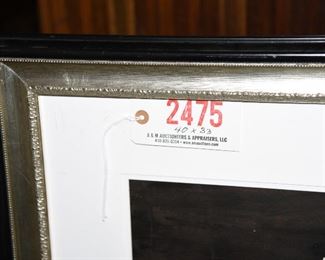 2475
40 x 33
A & M AUCTIONEERS & APPRAISERS, LLC